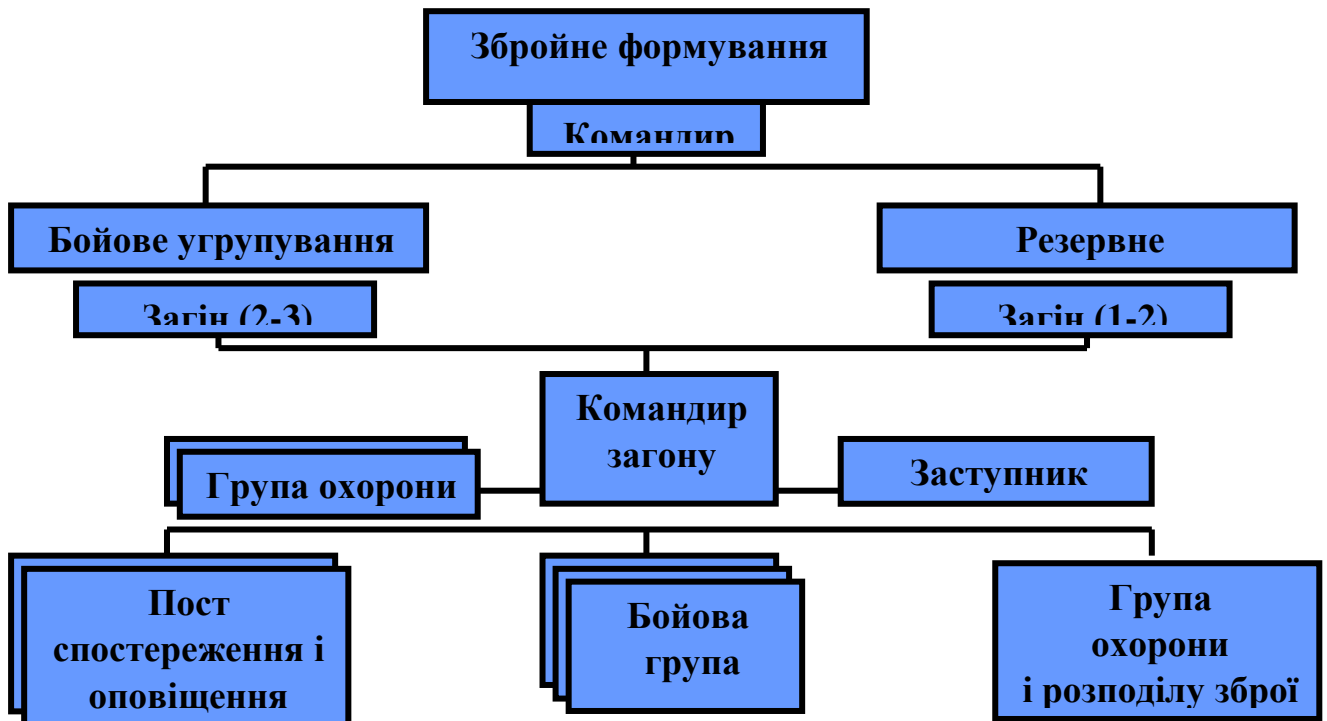 Збройне формування
Командир
Бойове угрупування
Резервне
Загін (2-3)
Загін (1-2)
Командир
загону
Група охорони
Заступник
Пост
спостереження і
оповіщення
Бойова
група
Група
охорони
і розподілу зброї